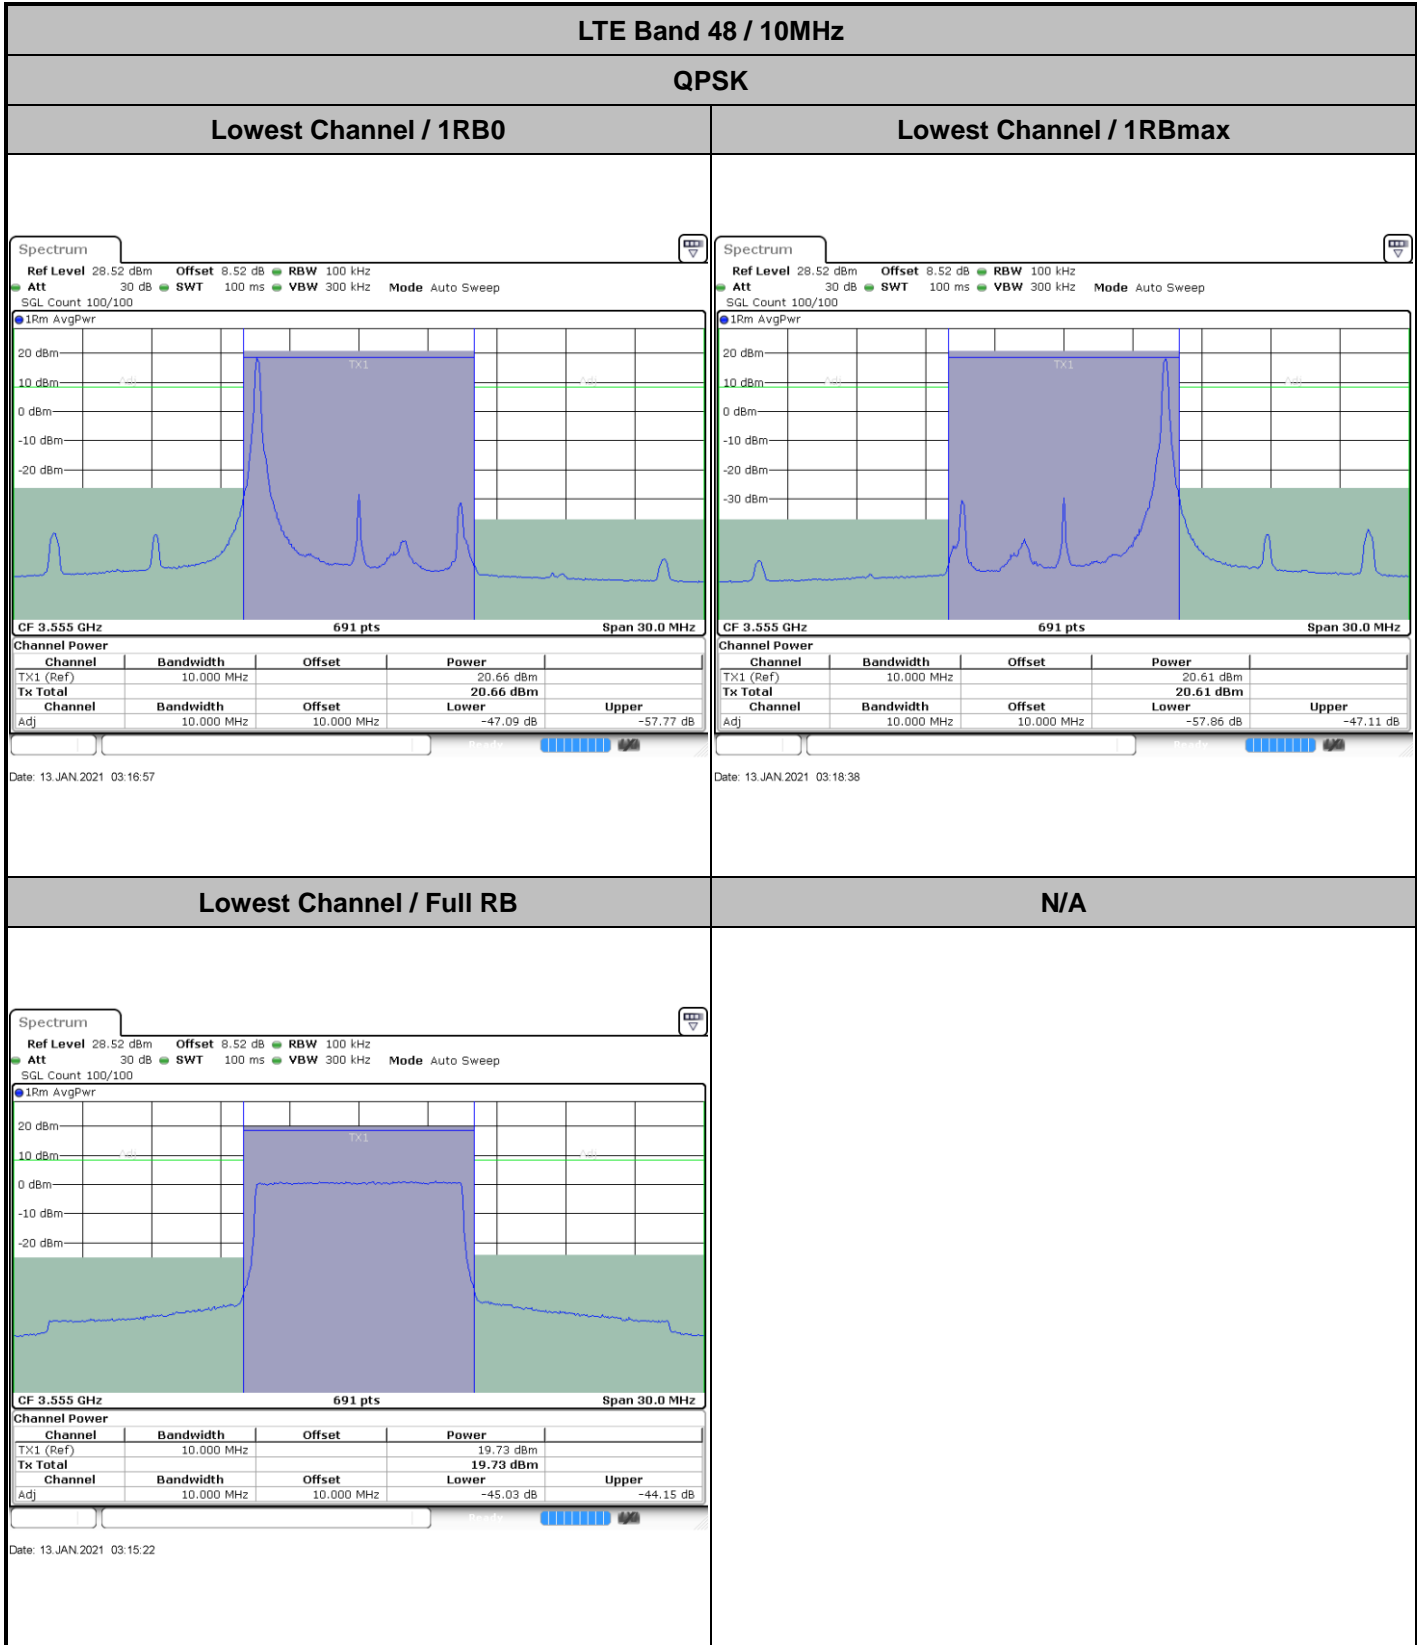 LTE Band 48 / 10MHz
QPSK
Lowest Channel / 1RB0
Spectrum
Ref Level 28.52 dBm Offset 8.52 dB RBW 100 kHz
Att 30 dB SWT 100 ms VBW 300 kHz Mode Auto Sweep
SGL Count 100/100
1Rm AvgPwr
20 dBm
TX1
10 dBm
Adj
Adj
0 dBm
-10 dBm
-20 dBm
CF 3.555 GHz 691 pts Span 30.0 MHz
Channel Power
Channel Bandwidth Offset Power
TX1 (Ref) 10.000 MHz 20.66 dBm
Tx Total 20.66 dBm
Channel Bandwidth Offset Lower Upper
Adj 10.000 MHz 10.000 MHz -47.09 dB -57.77 dB
Ready
Date: 13.JAN.2021 03:16:57
Lowest Channel / 1RBmax
Spectrum
Ref Level 28.52 dBm Offset 8.52 dB RBW 100 kHz
Att 30 dB SWT 100 ms VBW 300 kHz Mode Auto Sweep
SGL Count 100/100
1Rm AvgPwr
20 dBm
TX1
10 dBm
Adj
Adj
0 dBm
-10 dBm
-20 dBm
-30 dBm
CF 3.555 GHz 691 pts Span 30.0 MHz
Channel Power
Channel Bandwidth Offset Power
TX1 (Ref) 10.000 MHz 20.61 dBm
Tx Total 20.61 dBm
Channel Bandwidth Offset Lower Upper
Adj 10.000 MHz 10.000 MHz -57.86 dB -47.11 dB
Ready
Date: 13.JAN.2021 03:18:38
Lowest Channel / Full RB
Spectrum
Ref Level 28.52 dBm Offset 8.52 dB RBW 100 kHz
Att 30 dB SWT 100 ms VBW 300 kHz Mode Auto Sweep
SGL Count 100/100
1Rm AvgPwr
20 dBm
TX1
10 dBm
Adj
Adj
0 dBm
-10 dBm
-20 dBm
CF 3.555 GHz 691 pts Span 30.0 MHz
Channel Power
Channel Bandwidth Offset Power
TX1 (Ref) 10.000 MHz 19.73 dBm
Tx Total 19.73 dBm
Channel Bandwidth Offset Lower Upper
Adj 10.000 MHz 10.000 MHz -45.03 dB -44.15 dB
Ready
Date: 13.JAN.2021 03:15:22
N/A